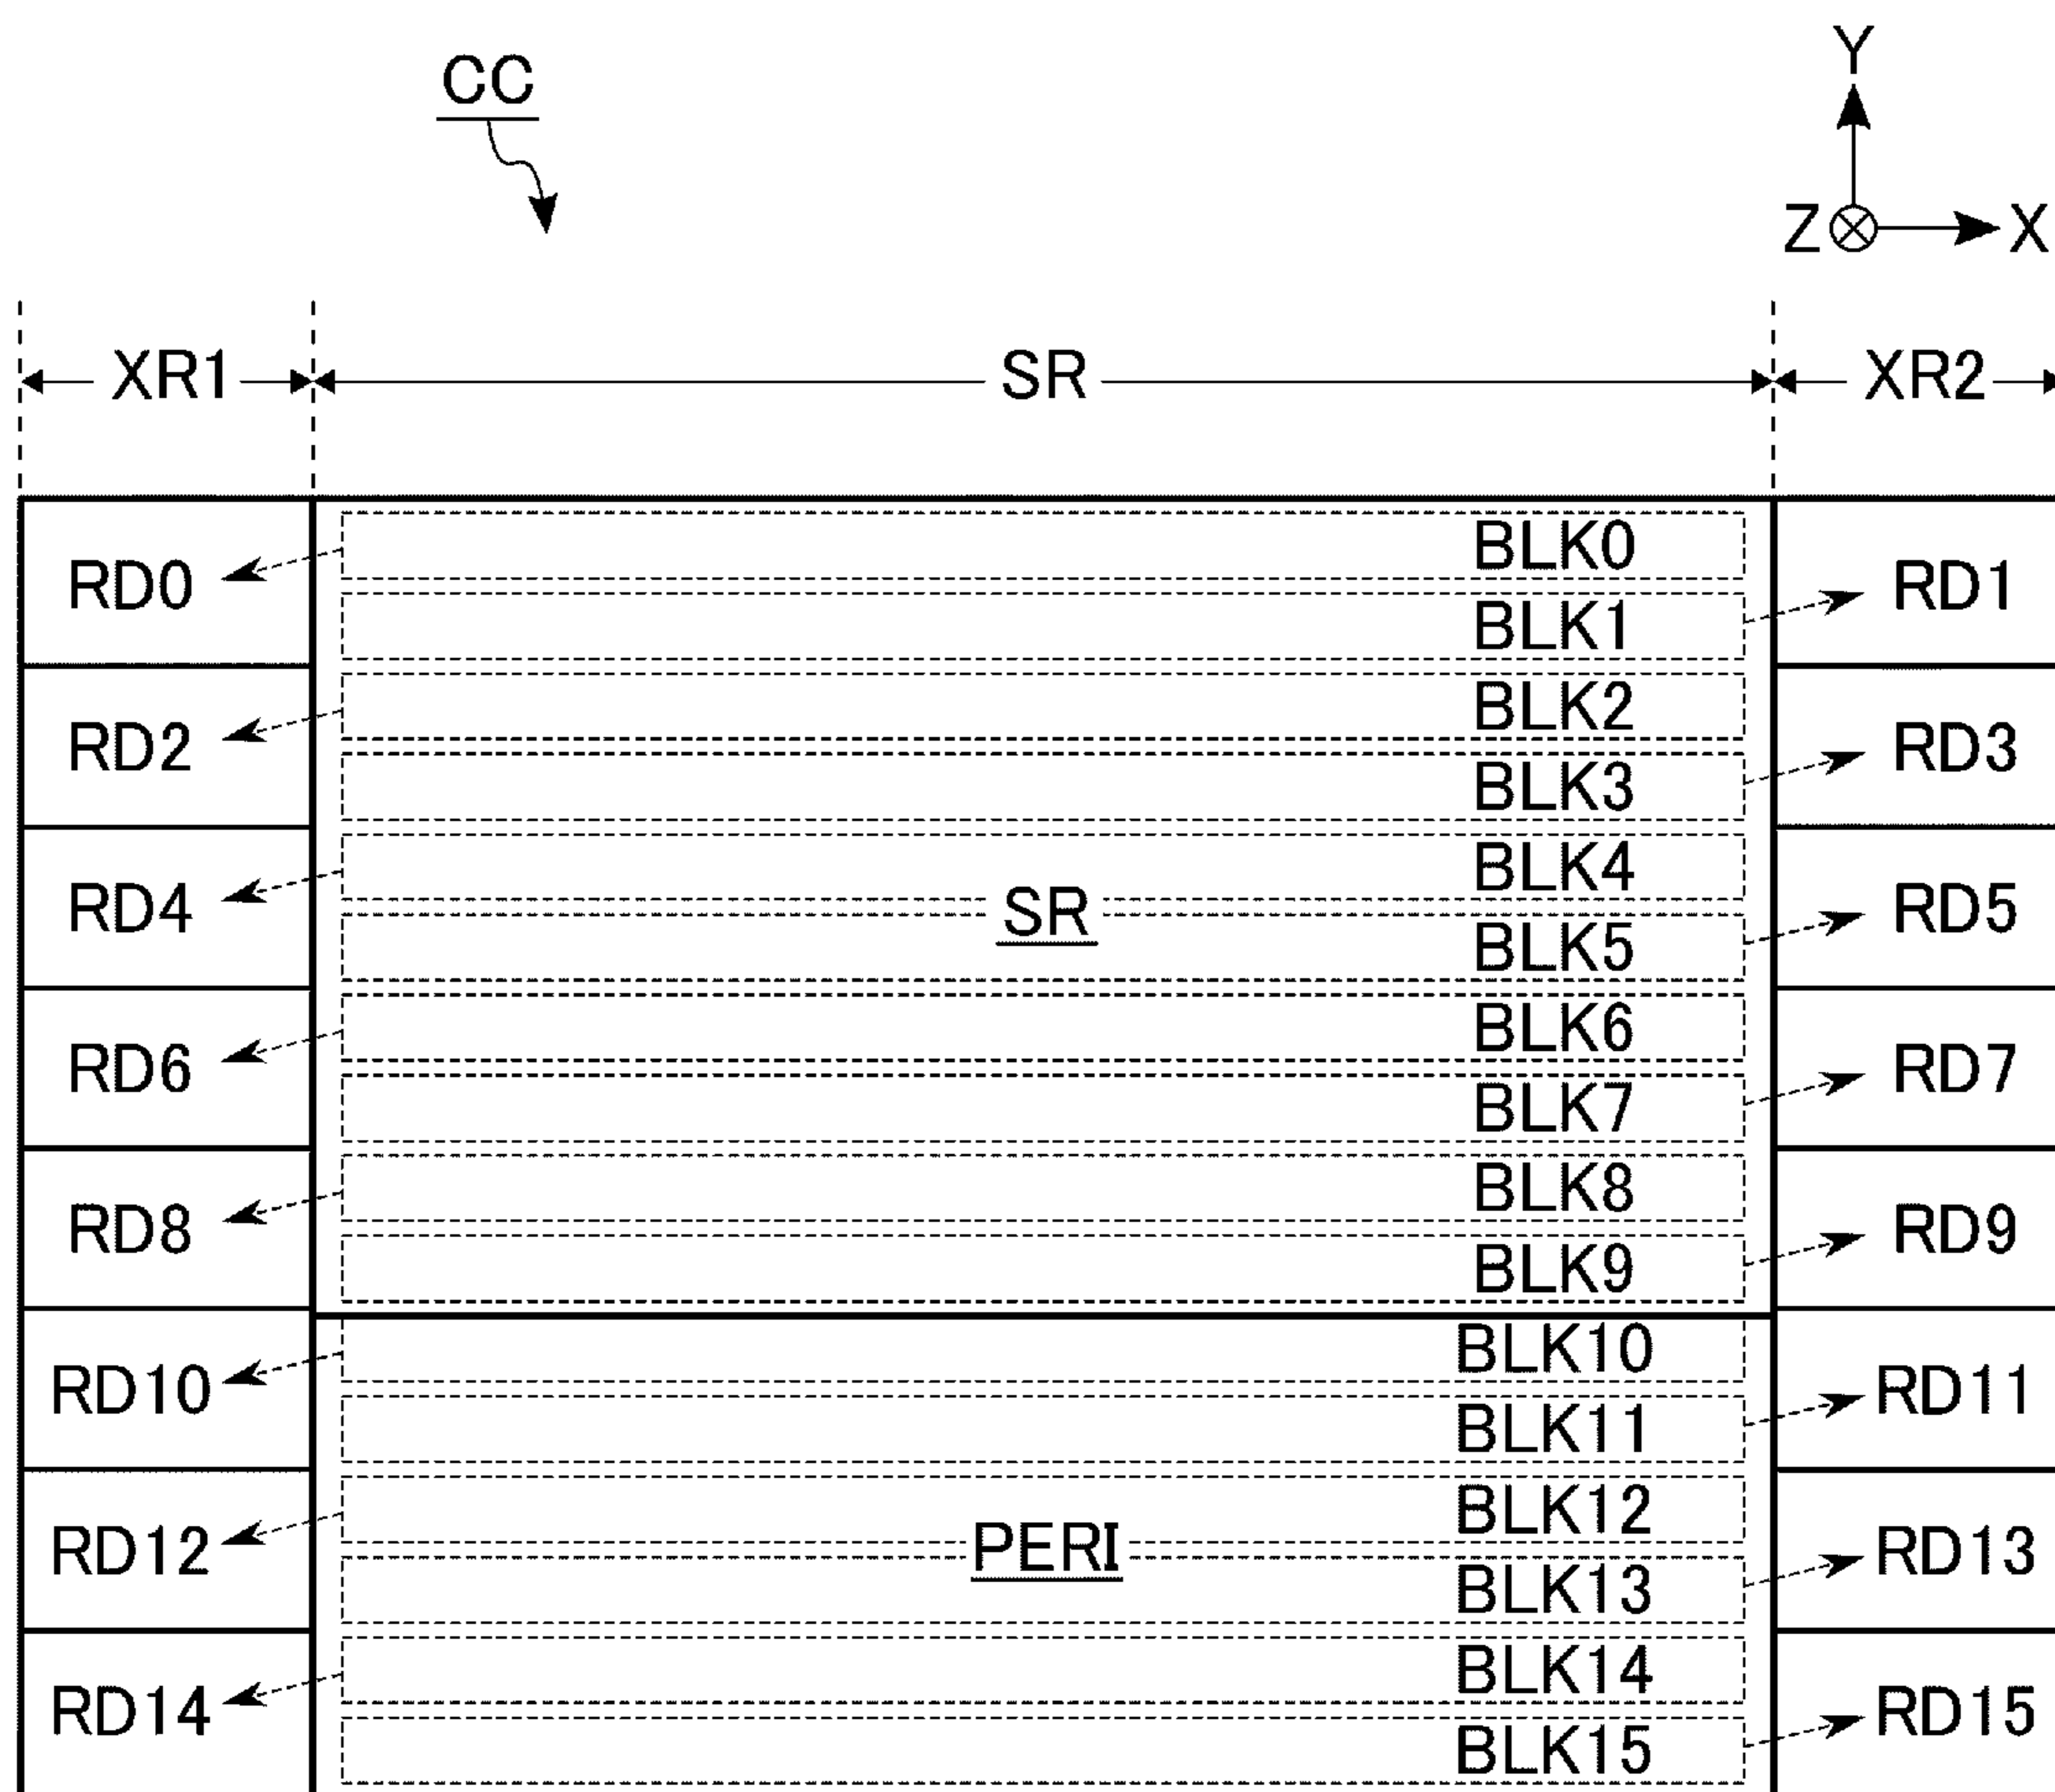 CC
Y
Z X
XR1 SR XR2
BLK0
RD0 RD1
BLK1
BLK2
RD2 RD3
BLK3
BLK4
RD4 SR RD5
BLK5
BLK6
RD6 RD7
BLK7
BLK8
RD8 RD9
BLK9
BLK10
RD10 RD11
BLK11
BLK12
RD12 PERI RD13
BLK13
BLK14
RD14 RD15
BLK15